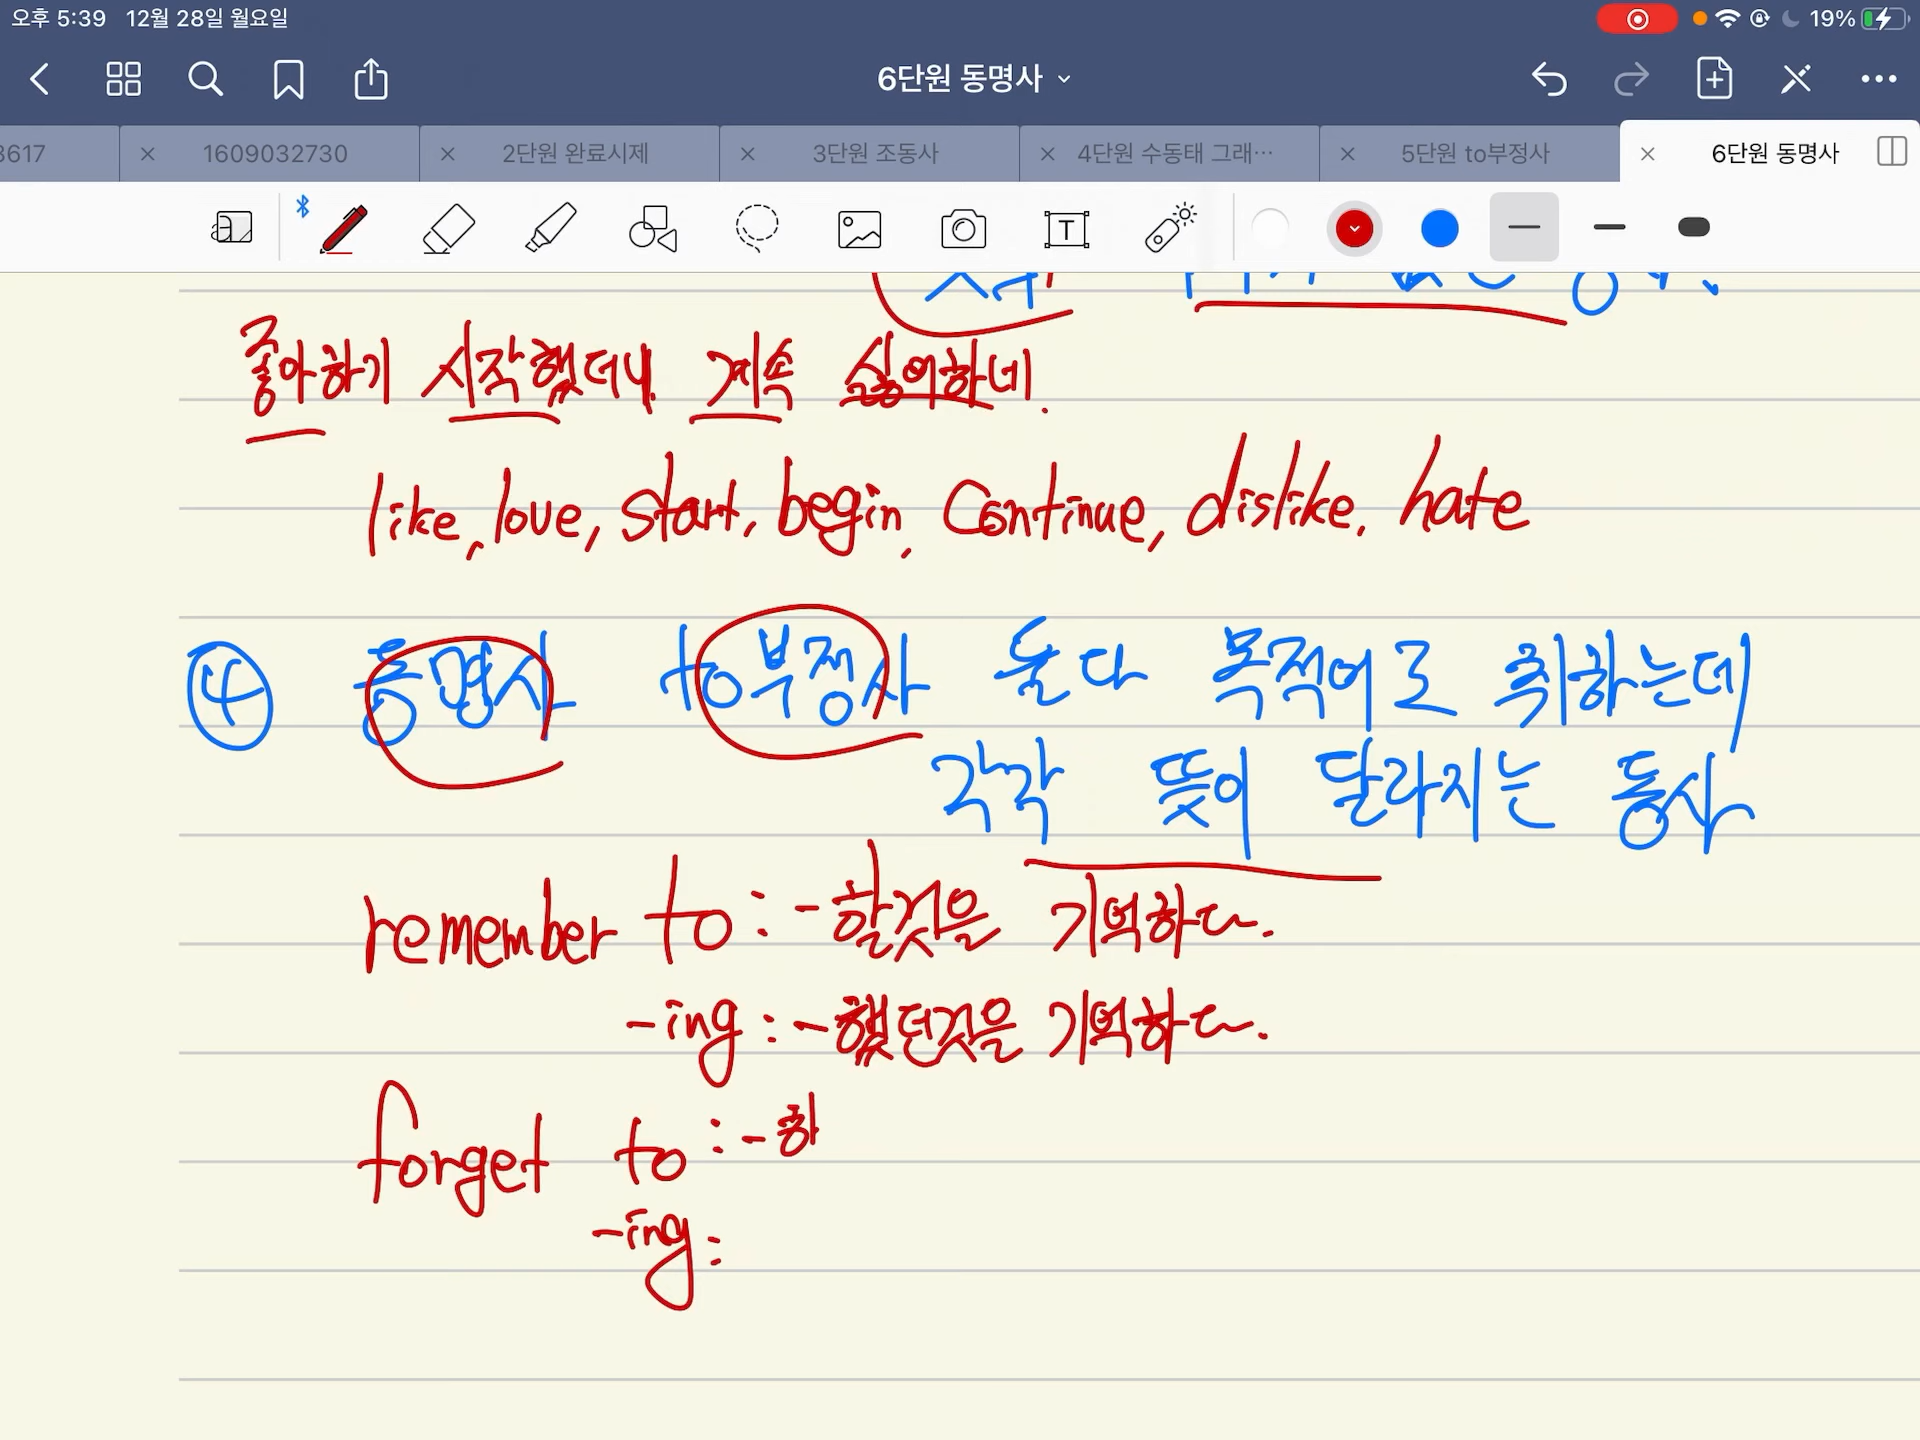 오후 5:39 12월 28일 월요일 19%
6단원 동명사
3617 1609032730 2단원 완료시제 3단원 조동사 4단원 수동태 그래… 5단원 to부정사 6단원 동명사
좋아하기 시작했더니 계속 싫어하네.
like, love, start, begin, Continue, dislike, hate
④ 동명사 to부정사 둘다 목적어로 취하는데
각각 뜻이 달라지는 동사
remember to : -할것을 기억하다.
-ing : -했던것을 기억하다.
forget to : -하
-ing :